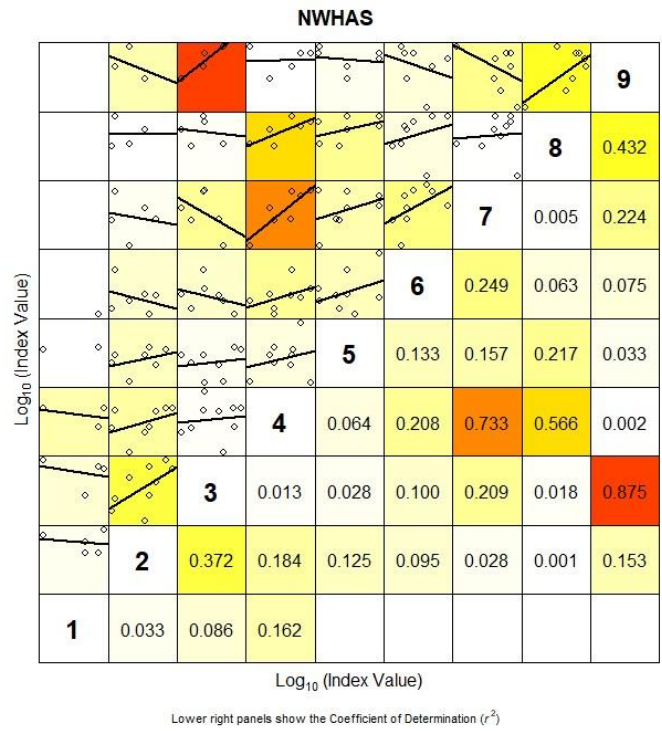 NWHAS
9
8 0.432
7 0.005 0.224
6 0.249 0.063 0.075
5 0.133 0.157 0.217 0.033
4 0.064 0.208 0.733 0.566 0.002
3 0.013 0.028 0.100 0.209 0.018 0.875
2 0.372 0.184 0.125 0.095 0.028 0.001 0.153
1 0.033 0.086 0.162
Log10 (Index Value)
Log10 (Index Value)
Lower right panels show the Coefficient of Determination (r²)